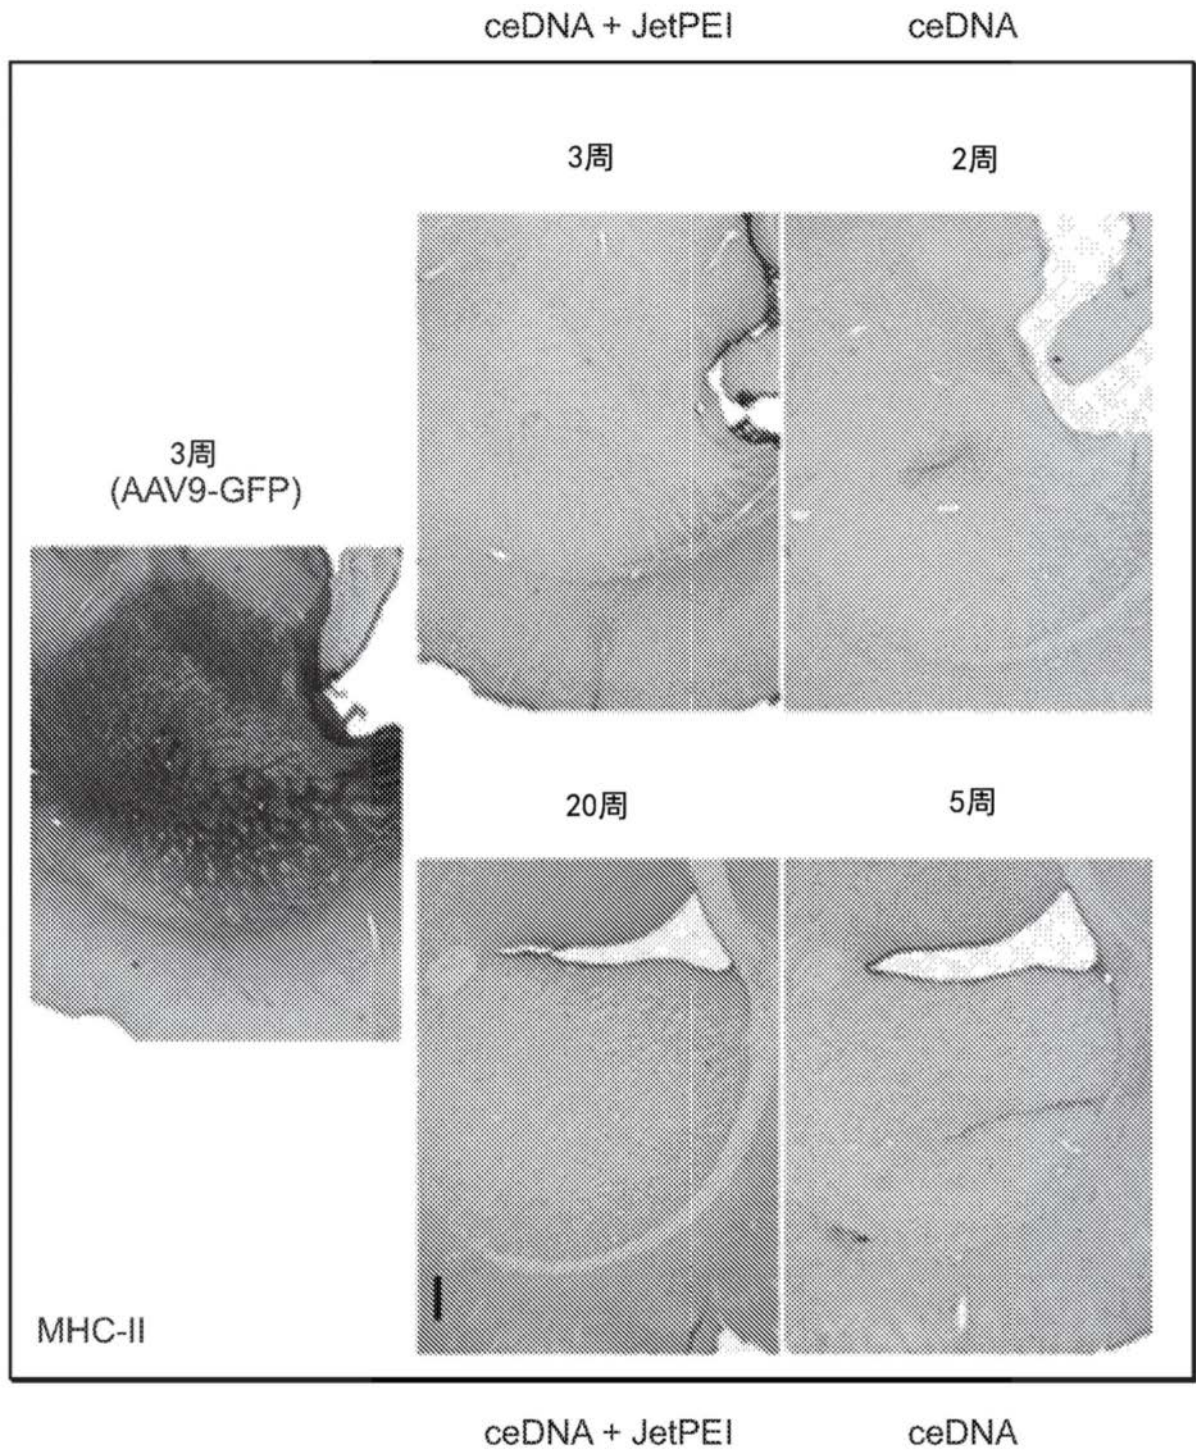 ceDNA + JetPEI
ceDNA
3周
2周
3周
(AAV9-GFP)
20周
5周
MHC-II
ceDNA + JetPEI
ceDNA